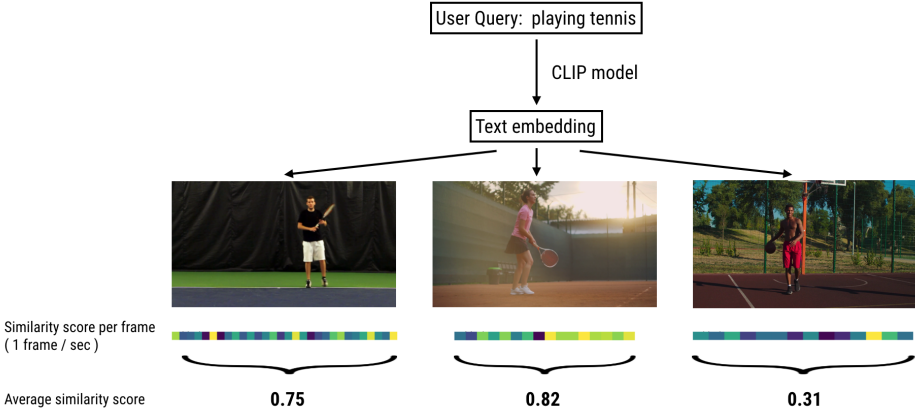 User Query: playing tennis
CLIP model
Text embedding
Similarity score per frame
( 1 frame / sec )
Average similarity score
0.75
0.82
0.31